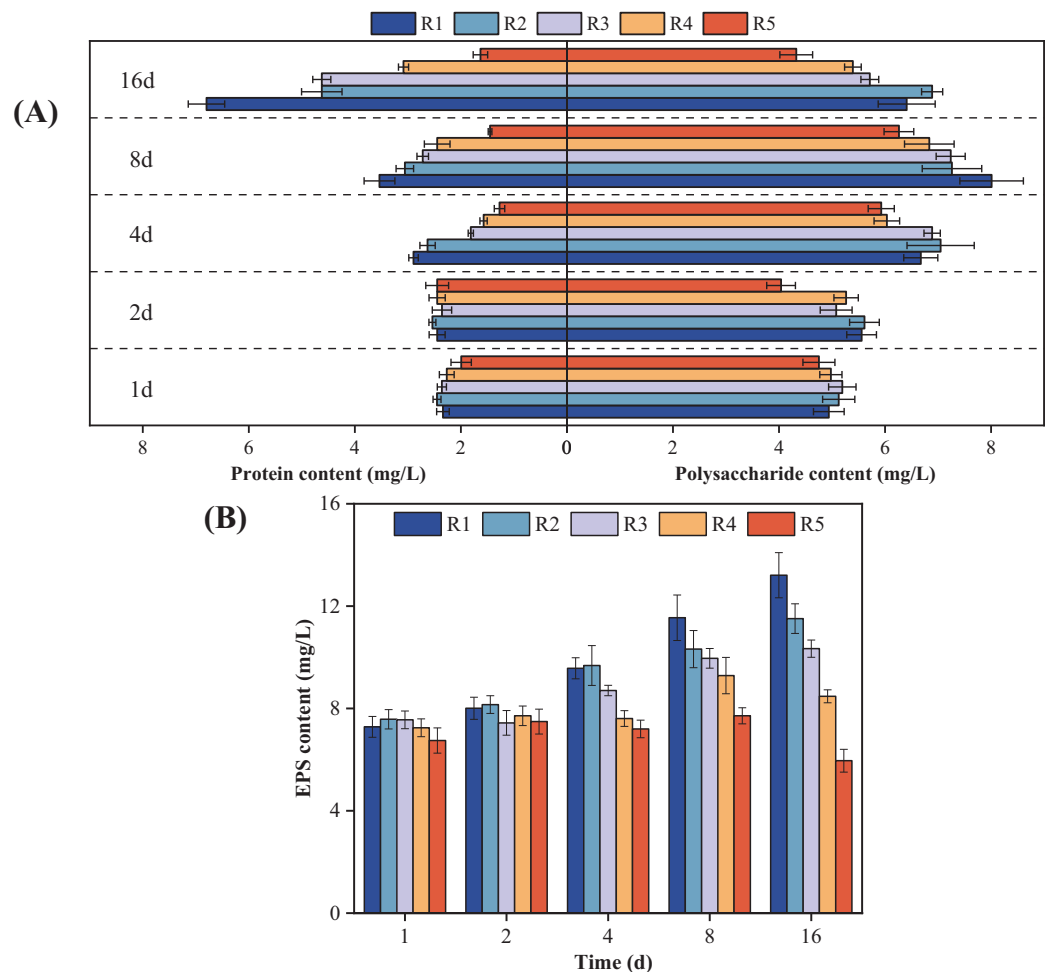 R1 R2 R3 R4 R5
(A)
16d
8d
4d
2d
1d
8 6 4 2 0 0 2 4 6 8
Protein content (mg/L) Polysaccharide content (mg/L)
(B)
R1 R2 R3 R4 R5
16
12
8
4
0
EPS content (mg/L)
1 2 4 8 16
Time (d)